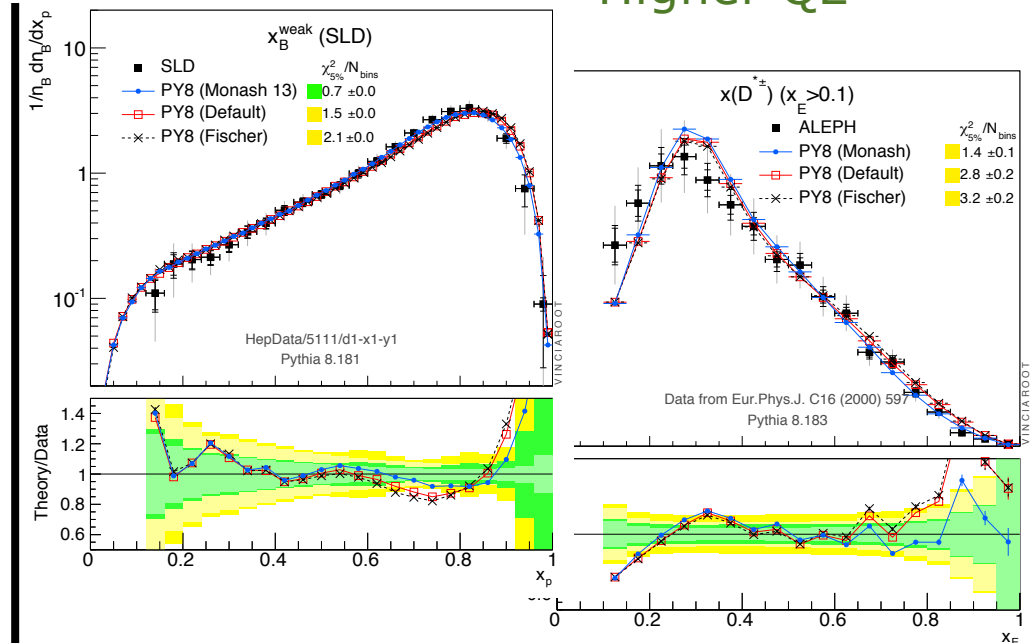 Higher Q2
1/n_B dn_B/dx_p
10
1
10^-1
x_B^weak (SLD)
SLD
PY8 (Monash 13)
PY8 (Default)
PY8 (Fischer)
χ²_5%/N_bins
0.7 ±0.0
1.5 ±0.0
2.1 ±0.0
HepData/5111/d1-x1-y1
Pythia 8.181
VINCIAROOT
Theory/Data
1.4
1.2
1
0.8
0.6
0 0.2 0.4 0.6 0.8 1
x_p
x(D*±) (x_E>0.1)
ALEPH
PY8 (Monash)
PY8 (Default)
PY8 (Fischer)
χ²_5%/N_bins
1.4 ±0.1
2.8 ±0.2
3.2 ±0.2
Data from Eur.Phys.J. C16 (2000) 597
Pythia 8.183
VINCIAROOT
0 0.2 0.4 0.6 0.8 1
x_E